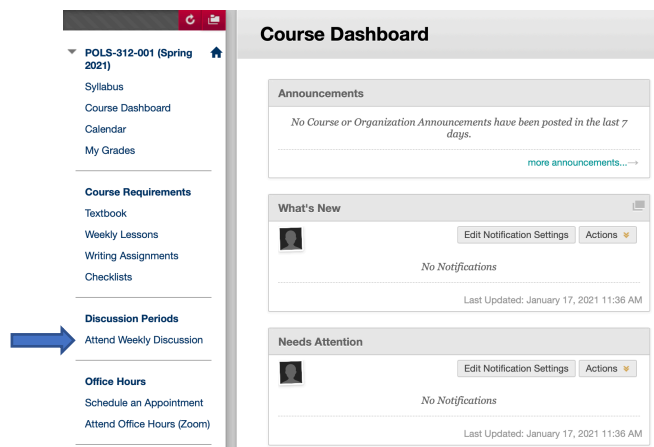 POLS-312-001 (Spring
2021)
Syllabus
Course Dashboard
Calendar
My Grades
Course Requirements
Textbook
Weekly Lessons
Writing Assignments
Checklists
Discussion Periods
Attend Weekly Discussion
Office Hours
Schedule an Appointment
Attend Office Hours (Zoom)
Course Dashboard
Announcements
No Course or Organization Announcements have been posted in the last 7
days.
more announcements...→
What's New
Edit Notification Settings Actions
No Notifications
Last Updated: January 17, 2021 11:36 AM
Needs Attention
Edit Notification Settings Actions
No Notifications
Last Updated: January 17, 2021 11:36 AM